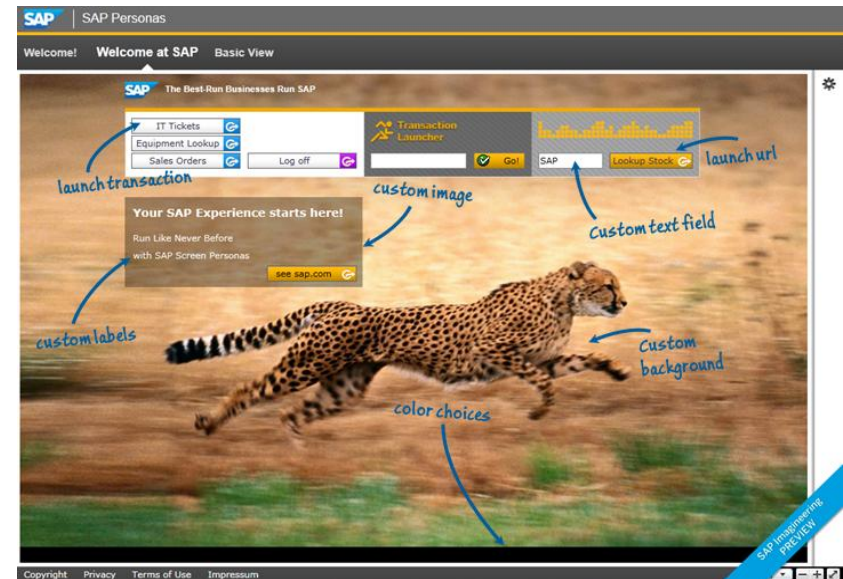 SAP SAP Personas
Welcome! Welcome at SAP Basic View
SAP The Best-Run Businesses Run SAP
IT Tickets
Equipment Lookup
Sales Orders
Log off
Transaction
Launcher
Go!
SAP
Lookup Stock
launch transaction
custom image
launch url
Custom text field
Your SAP Experience starts here!
Run Like Never Before
with SAP Screen Personas
see sap.com
custom labels
Custom
background
color choices
SAP Imagineering
PREVIEW
Copyright Privacy Terms of Use Impressum